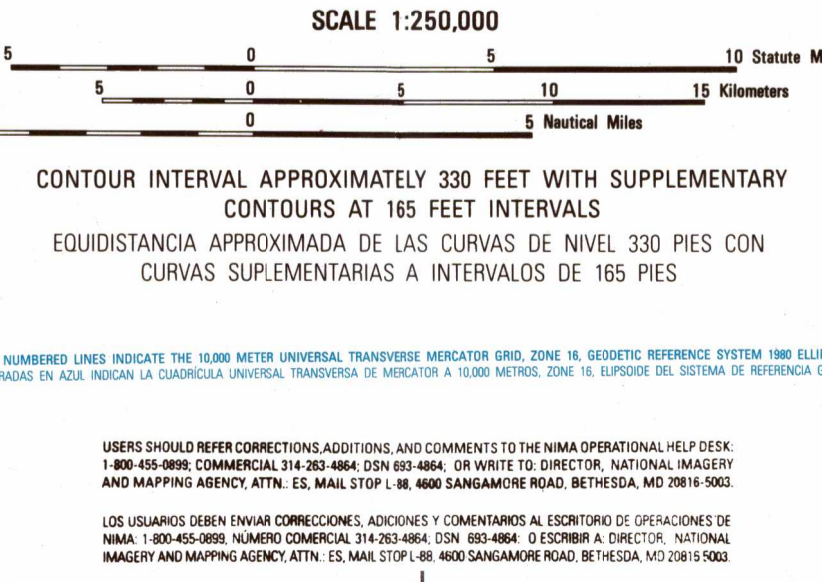 SCALE 1:250,000
5 0 5 10 Statute M
5 0 5 10 15 Kilometers
0 5 Nautical Miles
CONTOUR INTERVAL APPROXIMATELY 330 FEET WITH SUPPLEMENTARY
CONTOURS AT 165 FEET INTERVALS
EQUIDISTANCIA APPROXIMADA DE LAS CURVAS DE NIVEL 330 PIES CON
CURVAS SUPLEMENTARIAS A INTERVALOS DE 165 PIES
NUMBERED LINES INDICATE THE 10,000 METER UNIVERSAL TRANSVERSE MERCATOR GRID, ZONE 16, GEODETIC REFERENCE SYSTEM 1980 ELLI
RADAS EN AZUL INDICAN LA CUADRÍCULA UNIVERSAL TRANSVERSA DE MERCATOR A 10,000 METROS, ZONE 16, ELIPSOIDE DEL SISTEMA DE REFERENCIA G
USERS SHOULD REFER CORRECTIONS,ADDITIONS, AND COMMENTS TO THE NIMA OPERATIONAL HELP DESK:
1-800-455-0899; COMMERCIAL 314-263-4864; DSN 693-4864; OR WRITE TO: DIRECTOR, NATIONAL IMAGERY
AND MAPPING AGENCY, ATTN.: ES, MAIL STOP L-88, 4600 SANGAMORE ROAD, BETHESDA, MD 20816-5003.
LOS USUARIOS DEBEN ENVIAR CORRECCIONES, ADICIONES Y COMENTARIOS AL ESCRITORIO DE OPERACIONES DE
NIMA: 1-800-455-0899, NÚMERO COMERCIAL 314-263-4864; DSN 693-4864: O ESCRIBIR A: DIRECTOR, NATIONAL
IMAGERY AND MAPPING AGENCY, ATTN.: ES, MAIL STOP L-88, 4600 SANGAMORE ROAD, BETHESDA, MD 20815 5003.